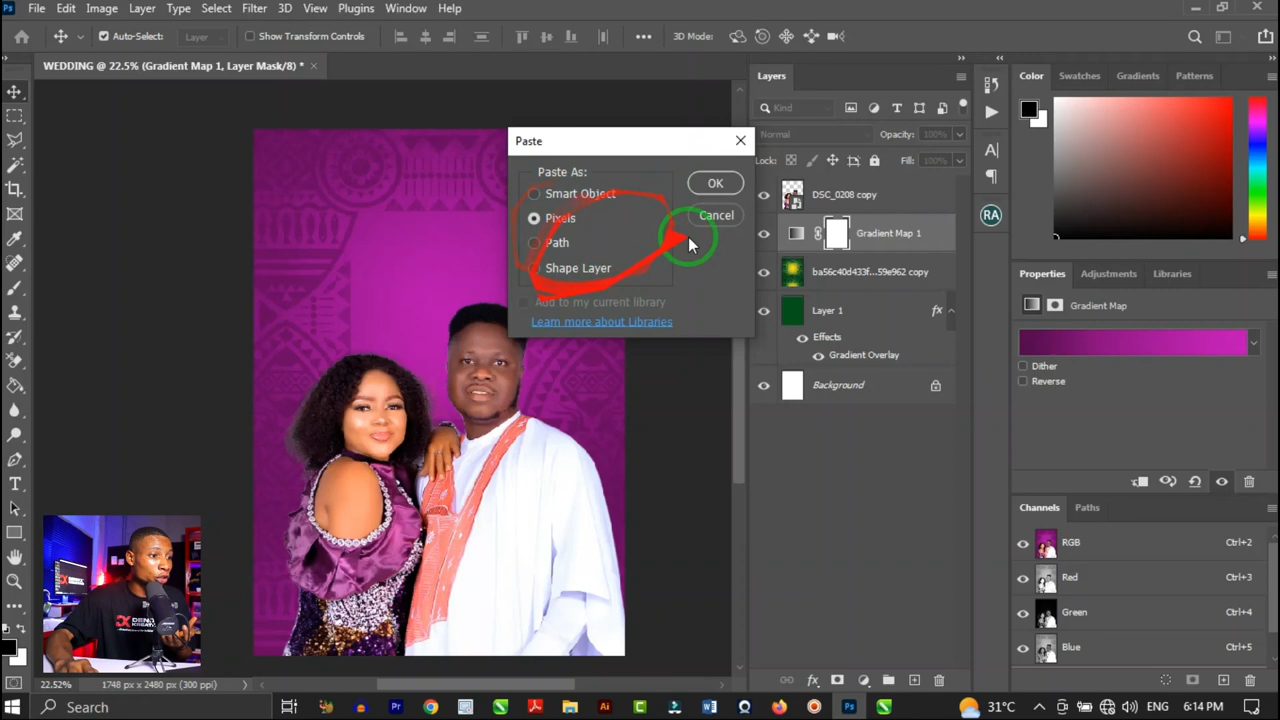 Ps File Edit Image Layer Type Select Filter 3D View Plugins Window Help
Auto-Select: Layer Show Transform Controls 3D Mode:
WEDDING @ 22.5% (Gradient Map 1, Layer Mask/8) *
Layers
Color Swatches Gradients Patterns
Kind
Normal Opacity: 100%
Lock: Fill: 100%
Paste
Paste As:
Smart Object
Pixels
Path
Shape Layer
OK
Cancel
Add to my current library
Learn more about Libraries
DSC_0208 copy
Gradient Map 1
ba56c40d433f...59e962 copy
Layer 1 fx
Effects
Gradient Overlay
Background
RA
Properties Adjustments Libraries
Gradient Map
Dither
Reverse
Channels Paths
RGB Ctrl+2
Red Ctrl+3
Green Ctrl+4
Blue Ctrl+5
22.52% 1748 px x 2480 px (300 ppi)
Search
31°C ENG 6:14 PM